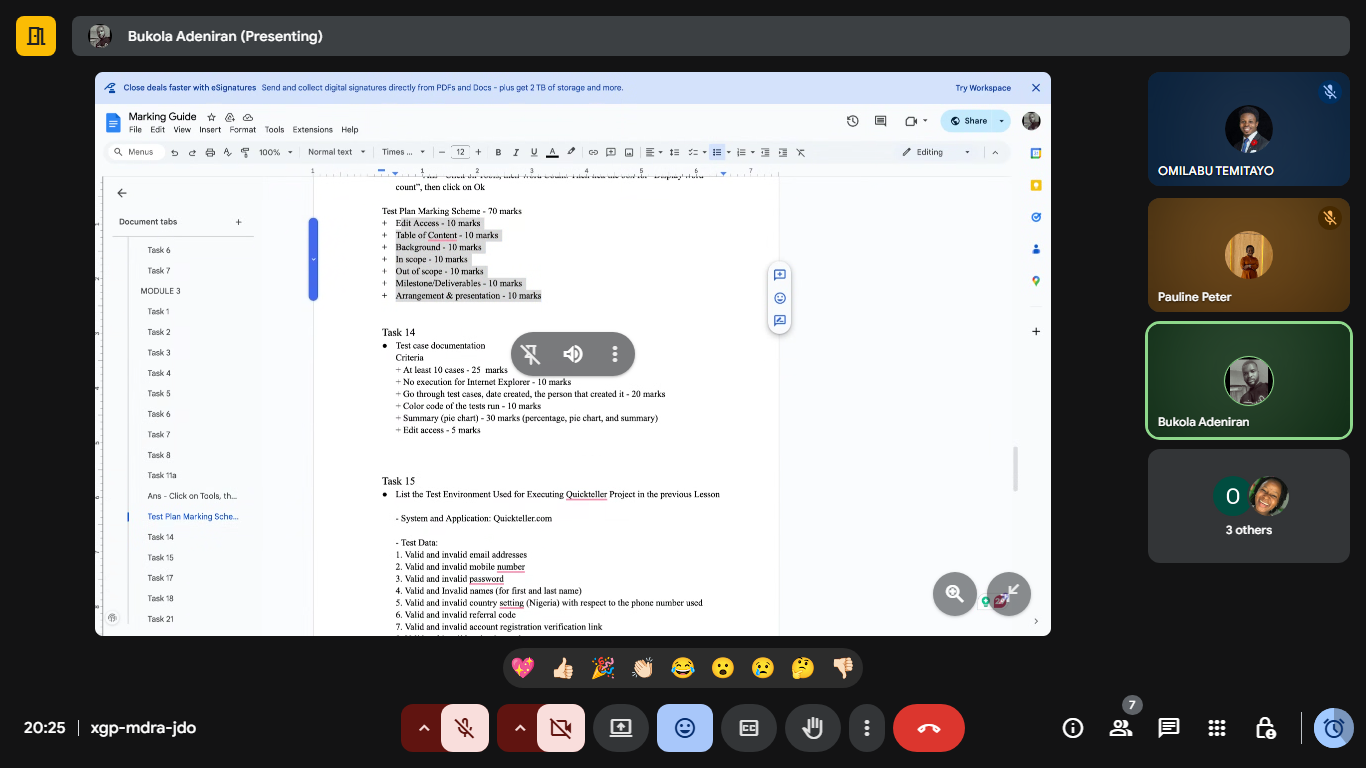 Bukola Adeniran (Presenting)
Close deals faster with eSignatures Send and collect digital signatures directly from PDFs and Docs - plus get 2 TB of storage and more.
Try Workspace
Marking Guide
File Edit View Insert Format Tools Extensions Help
Share
Menus
100%
Normal text
Times ...
12
Editing
1 1 2 3 4 5 6 7
Document tabs
Task 6
Task 7
MODULE 3
Task 1
Task 2
Task 3
Task 4
Task 5
Task 6
Task 7
Task 8
Task 11a
Ans - Click on Tools, th...
Test Plan Marking Sche...
Task 14
Task 15
Task 17
Task 18
Task 21
count”, then click on Ok
Test Plan Marking Scheme - 70 marks
+ Edit Access - 10 marks
+ Table of Content - 10 marks
+ Background - 10 marks
+ In scope - 10 marks
+ Out of scope - 10 marks
+ Milestone/Deliverables - 10 marks
+ Arrangement & presentation - 10 marks
Task 14
● Test case documentation
Criteria
÷ At least 10 cases - 25 marks
÷ No execution for Internet Explorer - 10 marks
÷ Go through test cases, date created, the person that created it - 20 marks
÷ Color code of the tests run - 10 marks
÷ Summary (pie chart) - 30 marks (percentage, pie chart, and summary)
÷ Edit access - 5 marks
Task 15
● List the Test Environment Used for Executing Quickteller Project in the previous Lesson
- System and Application: Quickteller.com
- Test Data:
1. Valid and invalid email addresses
2. Valid and invalid mobile number
3. Valid and invalid password
4. Valid and Invalid names (for first and last name)
5. Valid and invalid country setting (Nigeria) with respect to the phone number used
6. Valid and invalid referral code
7. Valid and invalid account registration verification link
OMILABU TEMITAYO
Pauline Peter
Bukola Adeniran
O
3 others
20:25 | xgp-mdra-jdo
7